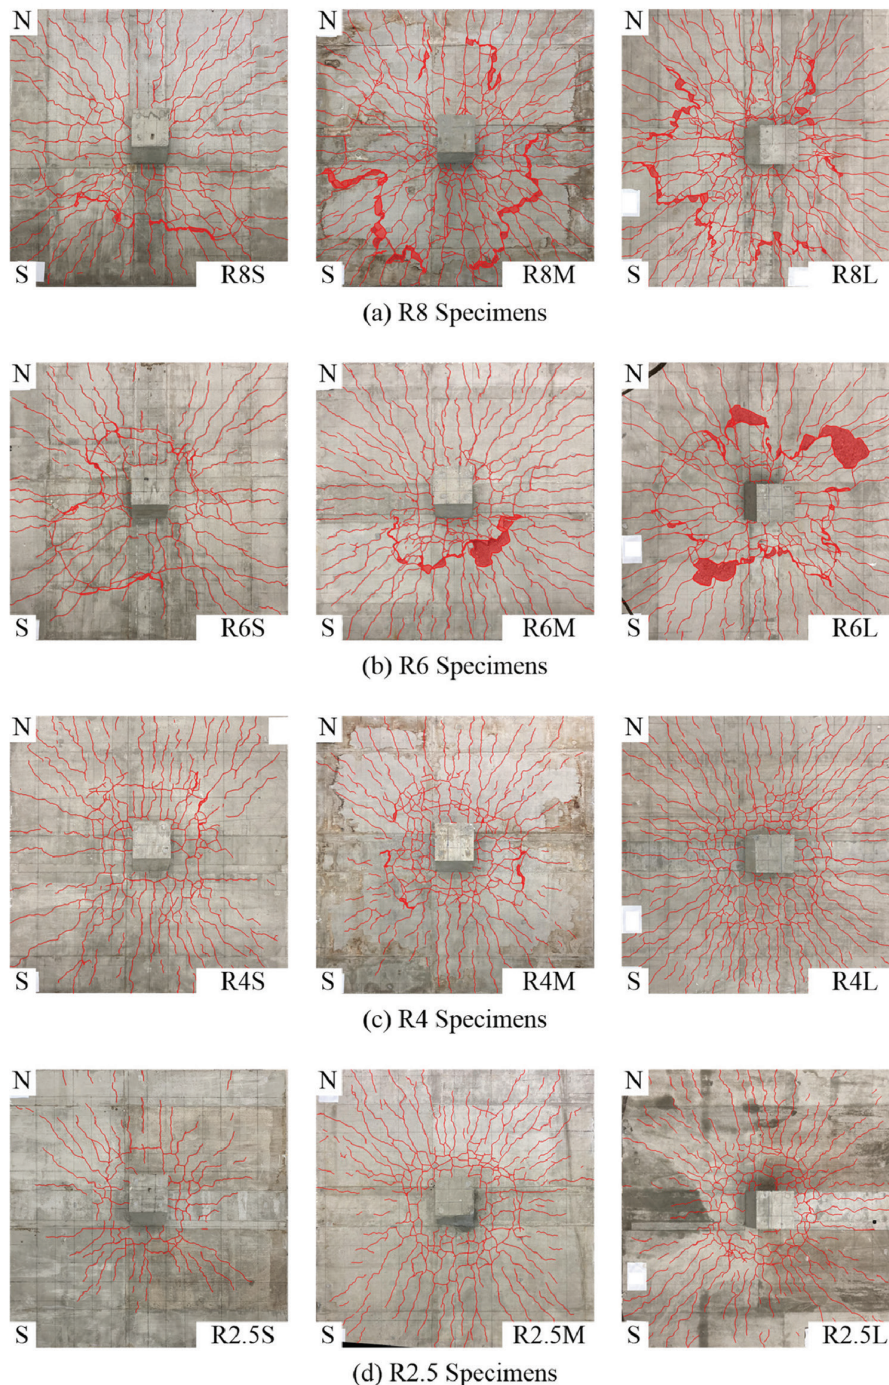 N
S R8S
R8M
S
N
S R8L
N
(a) R8 Specimens
N
S R6S
N
S R6M
N
S R6L
(b) R6 Specimens
N
S R4S
N
S R4M
N
S R4L
(c) R4 Specimens
N
S R2.5S
N
S R2.5M
N
S R2.5L
(d) R2.5 Specimens